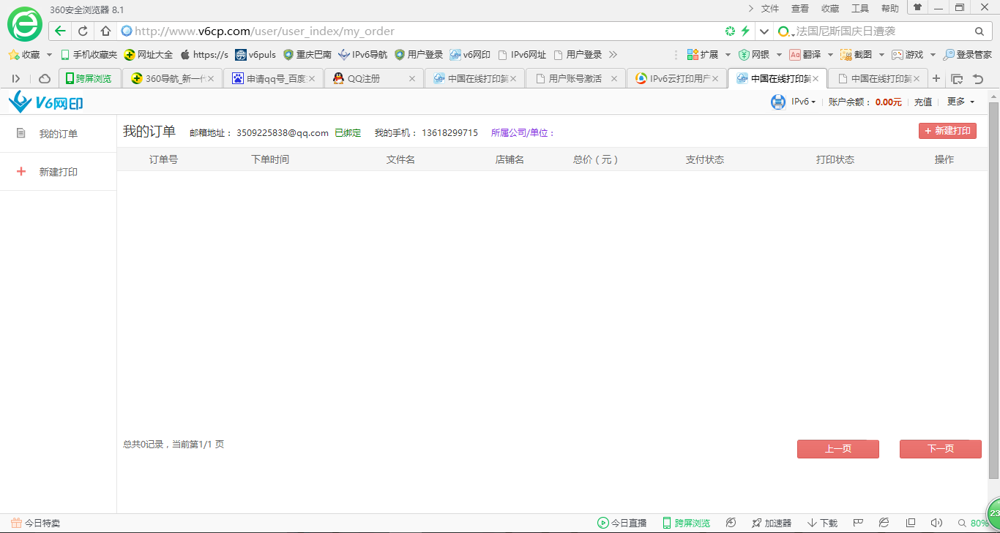 360安全浏览器 8.1
文件 查看 收藏 工具 帮助
http://www.v6cp.com/user/user_index/my_order
法国尼斯国庆日遭袭
收藏 手机收藏夹 网址大全 https://s v6puls 重庆巴南 IPv6导航 用户登录 v6网印 IPv6网址 用户登录 扩展 网银 翻译 截图 游戏 登录管家
跨屏浏览 360导航_新一代 申请qq号_百度 QQ注册 中国在线打印第 用户账号激活 IPv6云打印用户 中国在线打印第 中国在线打印第
V6网印
IPv6 账户余额： 0.00元 充值 更多
我的订单
新建打印
我的订单 邮箱地址： 3509225838@qq.com 已绑定 我的手机： 13618299715 所属公司/单位：
+ 新建打印
订单号 下单时间 文件名 店铺名 总价（元） 支付状态 打印状态 操作
总共0记录，当前第1/1 页
上一页 下一页
今日特卖
今日直播 跨屏浏览 加速器 下载 80%
23